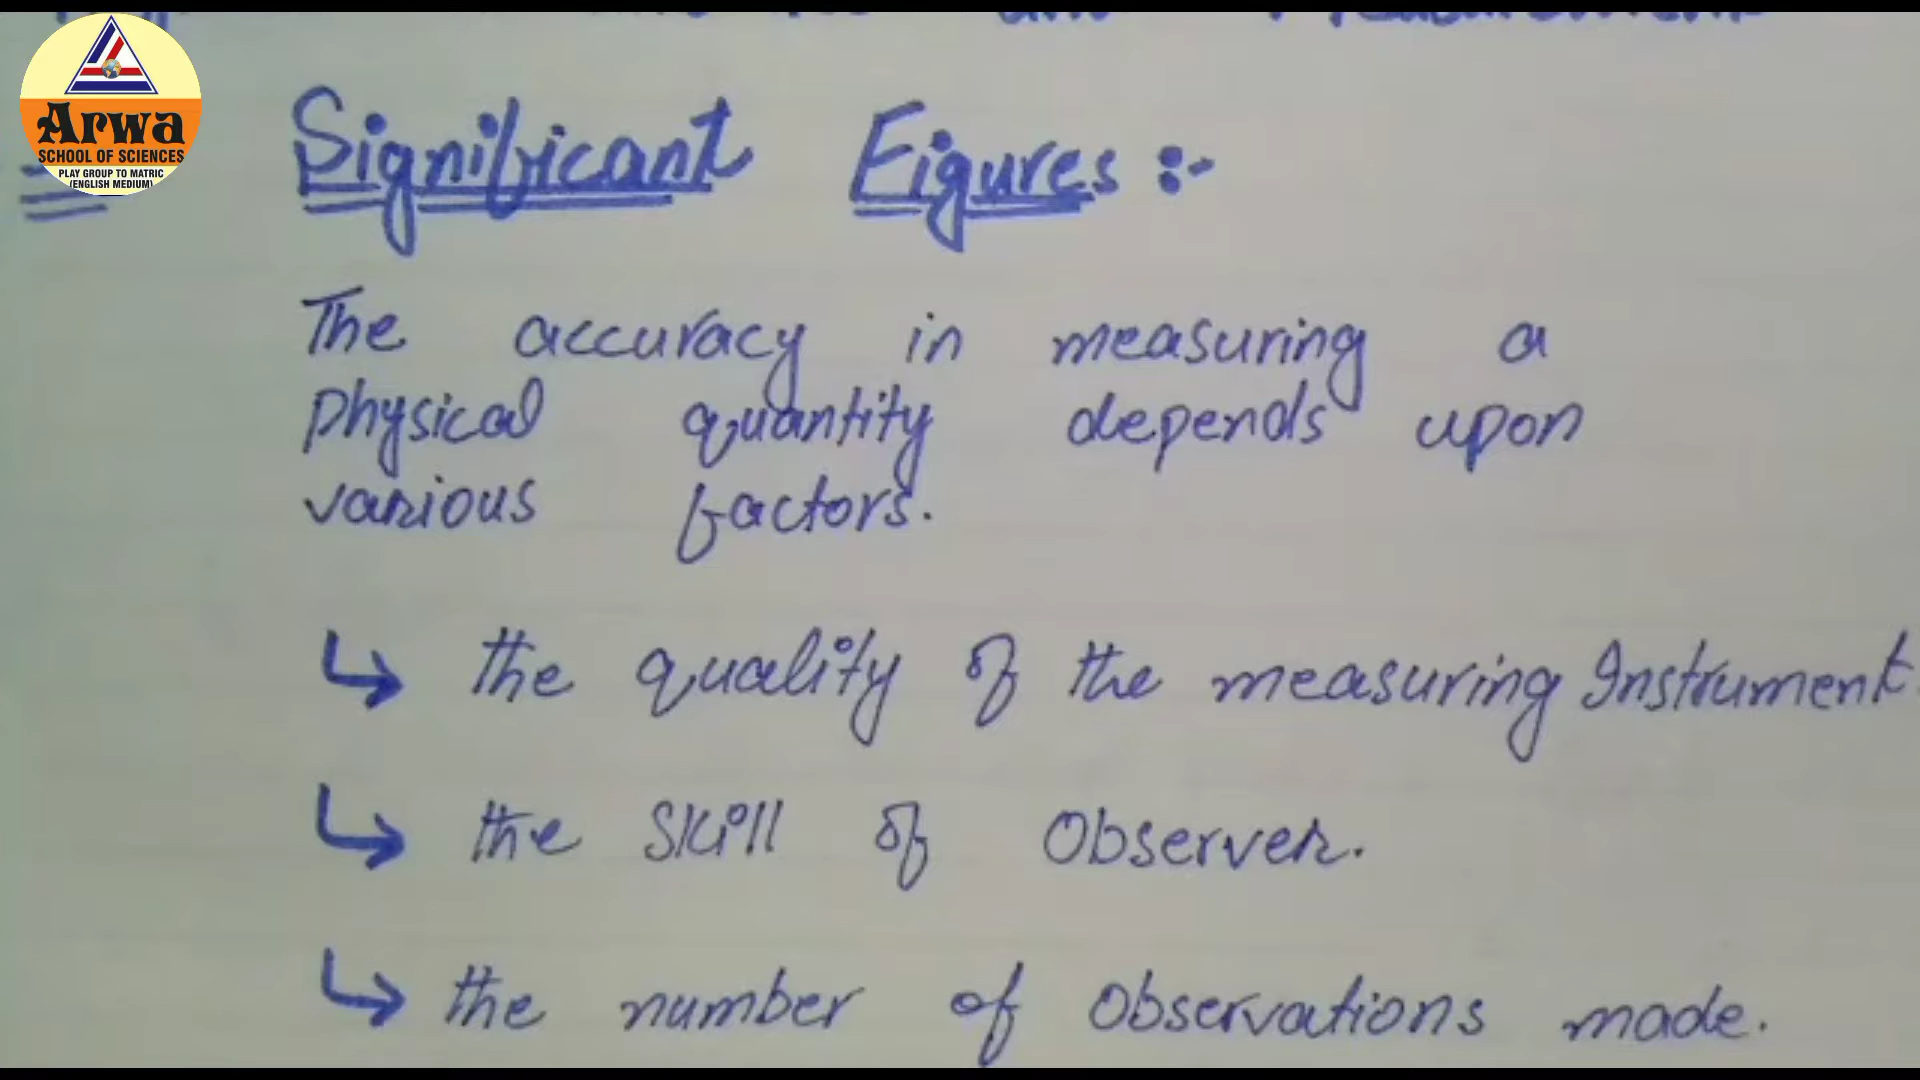 Arwa
SCHOOL OF SCIENCES
PLAY GROUP TO MATRIC
(ENGLISH MEDIUM)
Significant Figures :-
The accuracy in measuring a
physical quantity depends upon
various factors.
the quality of the measuring Instrument.
the skill of Observer.
the number of Observations made.